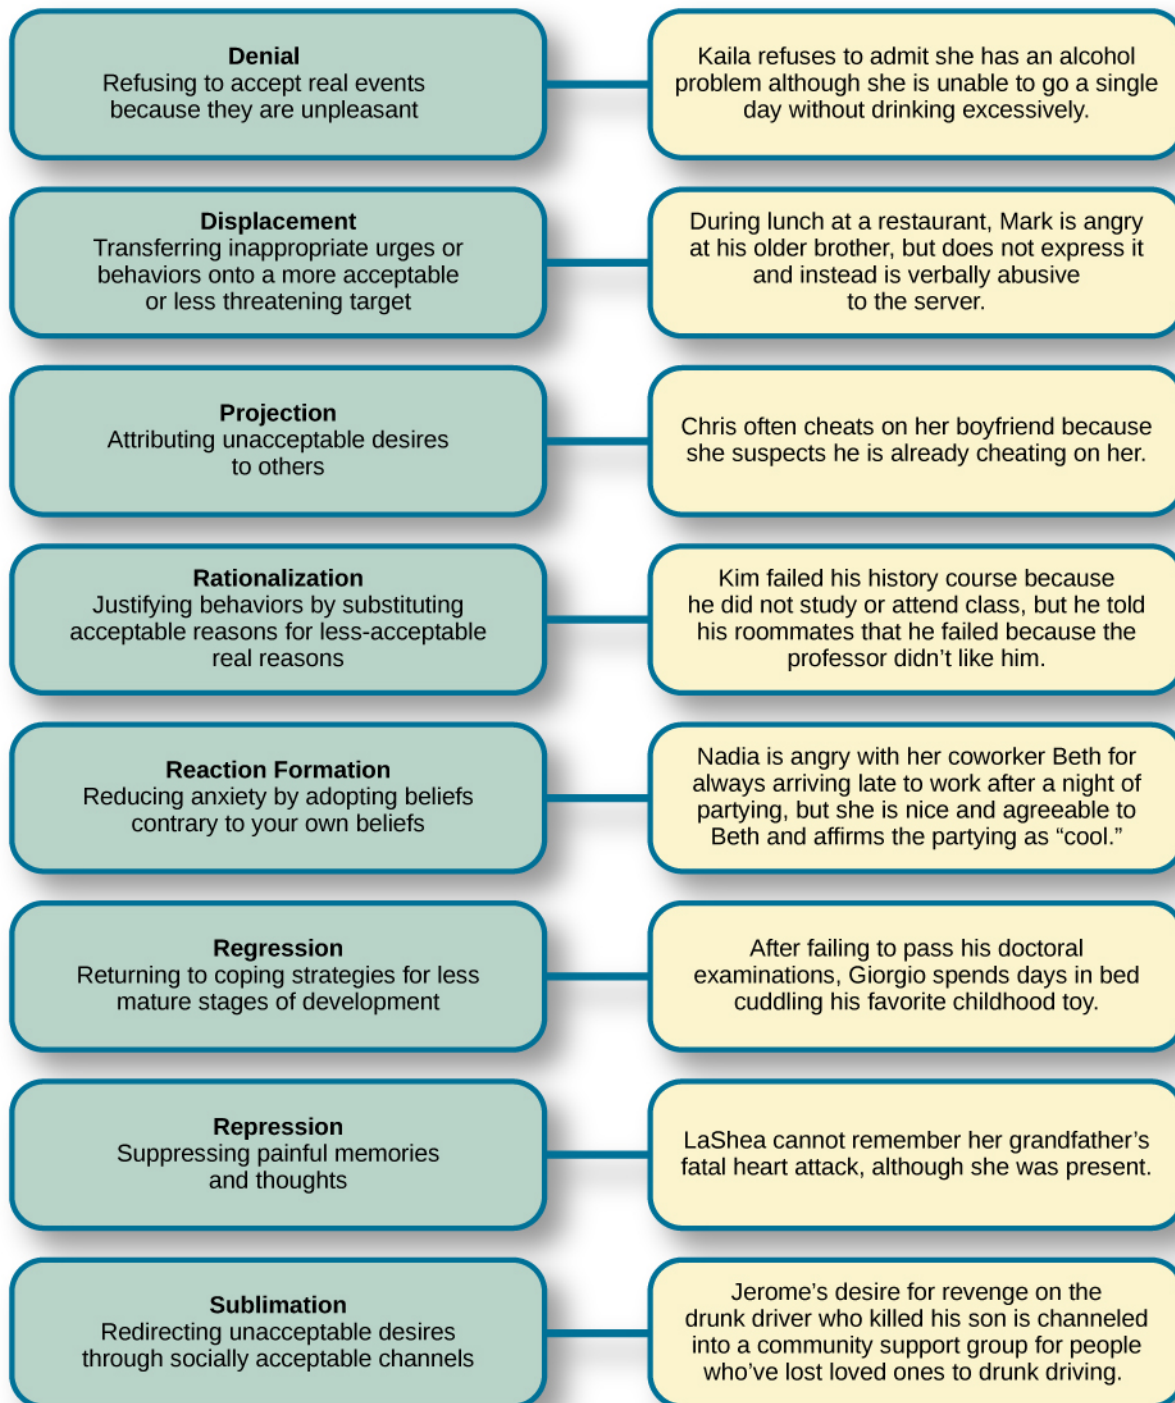 Denial
Refusing to accept real events
because they are unpleasant
Kaila refuses to admit she has an alcohol
problem although she is unable to go a single
day without drinking excessively.
Displacement
Transferring inappropriate urges or
behaviors onto a more acceptable
or less threatening target
During lunch at a restaurant, Mark is angry
at his older brother, but does not express it
and instead is verbally abusive
to the server.
Projection
Attributing unacceptable desires
to others
Chris often cheats on her boyfriend because
she suspects he is already cheating on her.
Rationalization
Justifying behaviors by substituting
acceptable reasons for less-acceptable
real reasons
Kim failed his history course because
he did not study or attend class, but he told
his roommates that he failed because the
professor didn’t like him.
Reaction Formation
Reducing anxiety by adopting beliefs
contrary to your own beliefs
Nadia is angry with her coworker Beth for
always arriving late to work after a night of
partying, but she is nice and agreeable to
Beth and affirms the partying as “cool.”
Regression
Returning to coping strategies for less
mature stages of development
After failing to pass his doctoral
examinations, Giorgio spends days in bed
cuddling his favorite childhood toy.
Repression
Suppressing painful memories
and thoughts
LaShea cannot remember her grandfather’s
fatal heart attack, although she was present.
Sublimation
Redirecting unacceptable desires
through socially acceptable channels
Jerome’s desire for revenge on the
drunk driver who killed his son is channeled
into a community support group for people
who’ve lost loved ones to drunk driving.